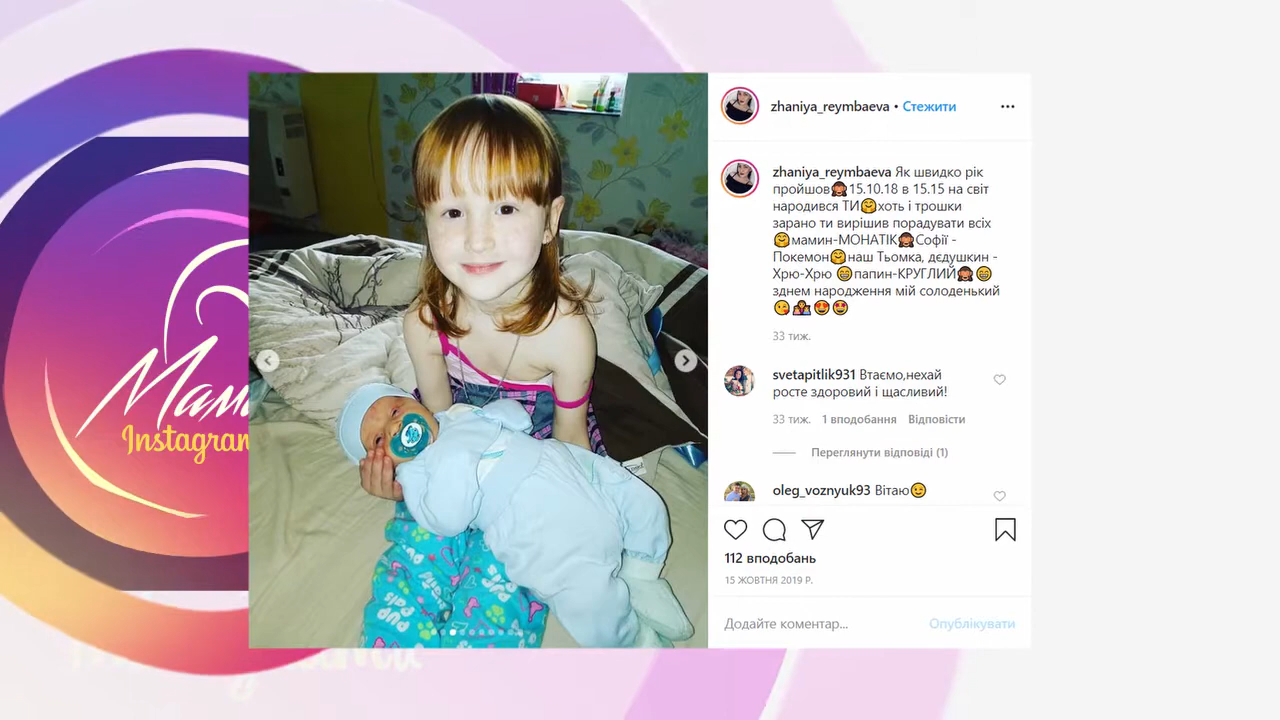 zhaniya_reymbaeva • Стежити
zhaniya_reymbaeva Як швидко рік
пройшов🙈15.10.18 в 15.15 на світ
народився ТИ🤗хоть і трошки
зарано ти вирішив порадувати всіх
🤗мамин-МОНАТІК🙈Софії -
Покемон🤗наш Тьомка, дєдушкин -
Хрю-Хрю 😁папин-КРУГЛИЙ🙈😁
зднем народження мій солоденький
33 тиж.
svetapitlik931 Втаємо,нехай
росте здоровий і щасливий!
33 тиж. 1 вподобання Відповісти
Переглянути відповіді (1)
oleg_voznyuk93 Вітаю😉
112 вподобань
15 ЖОВТНЯ 2019 Р.
Додайте коментар... Опублікувати
Instagram
PUP
pals